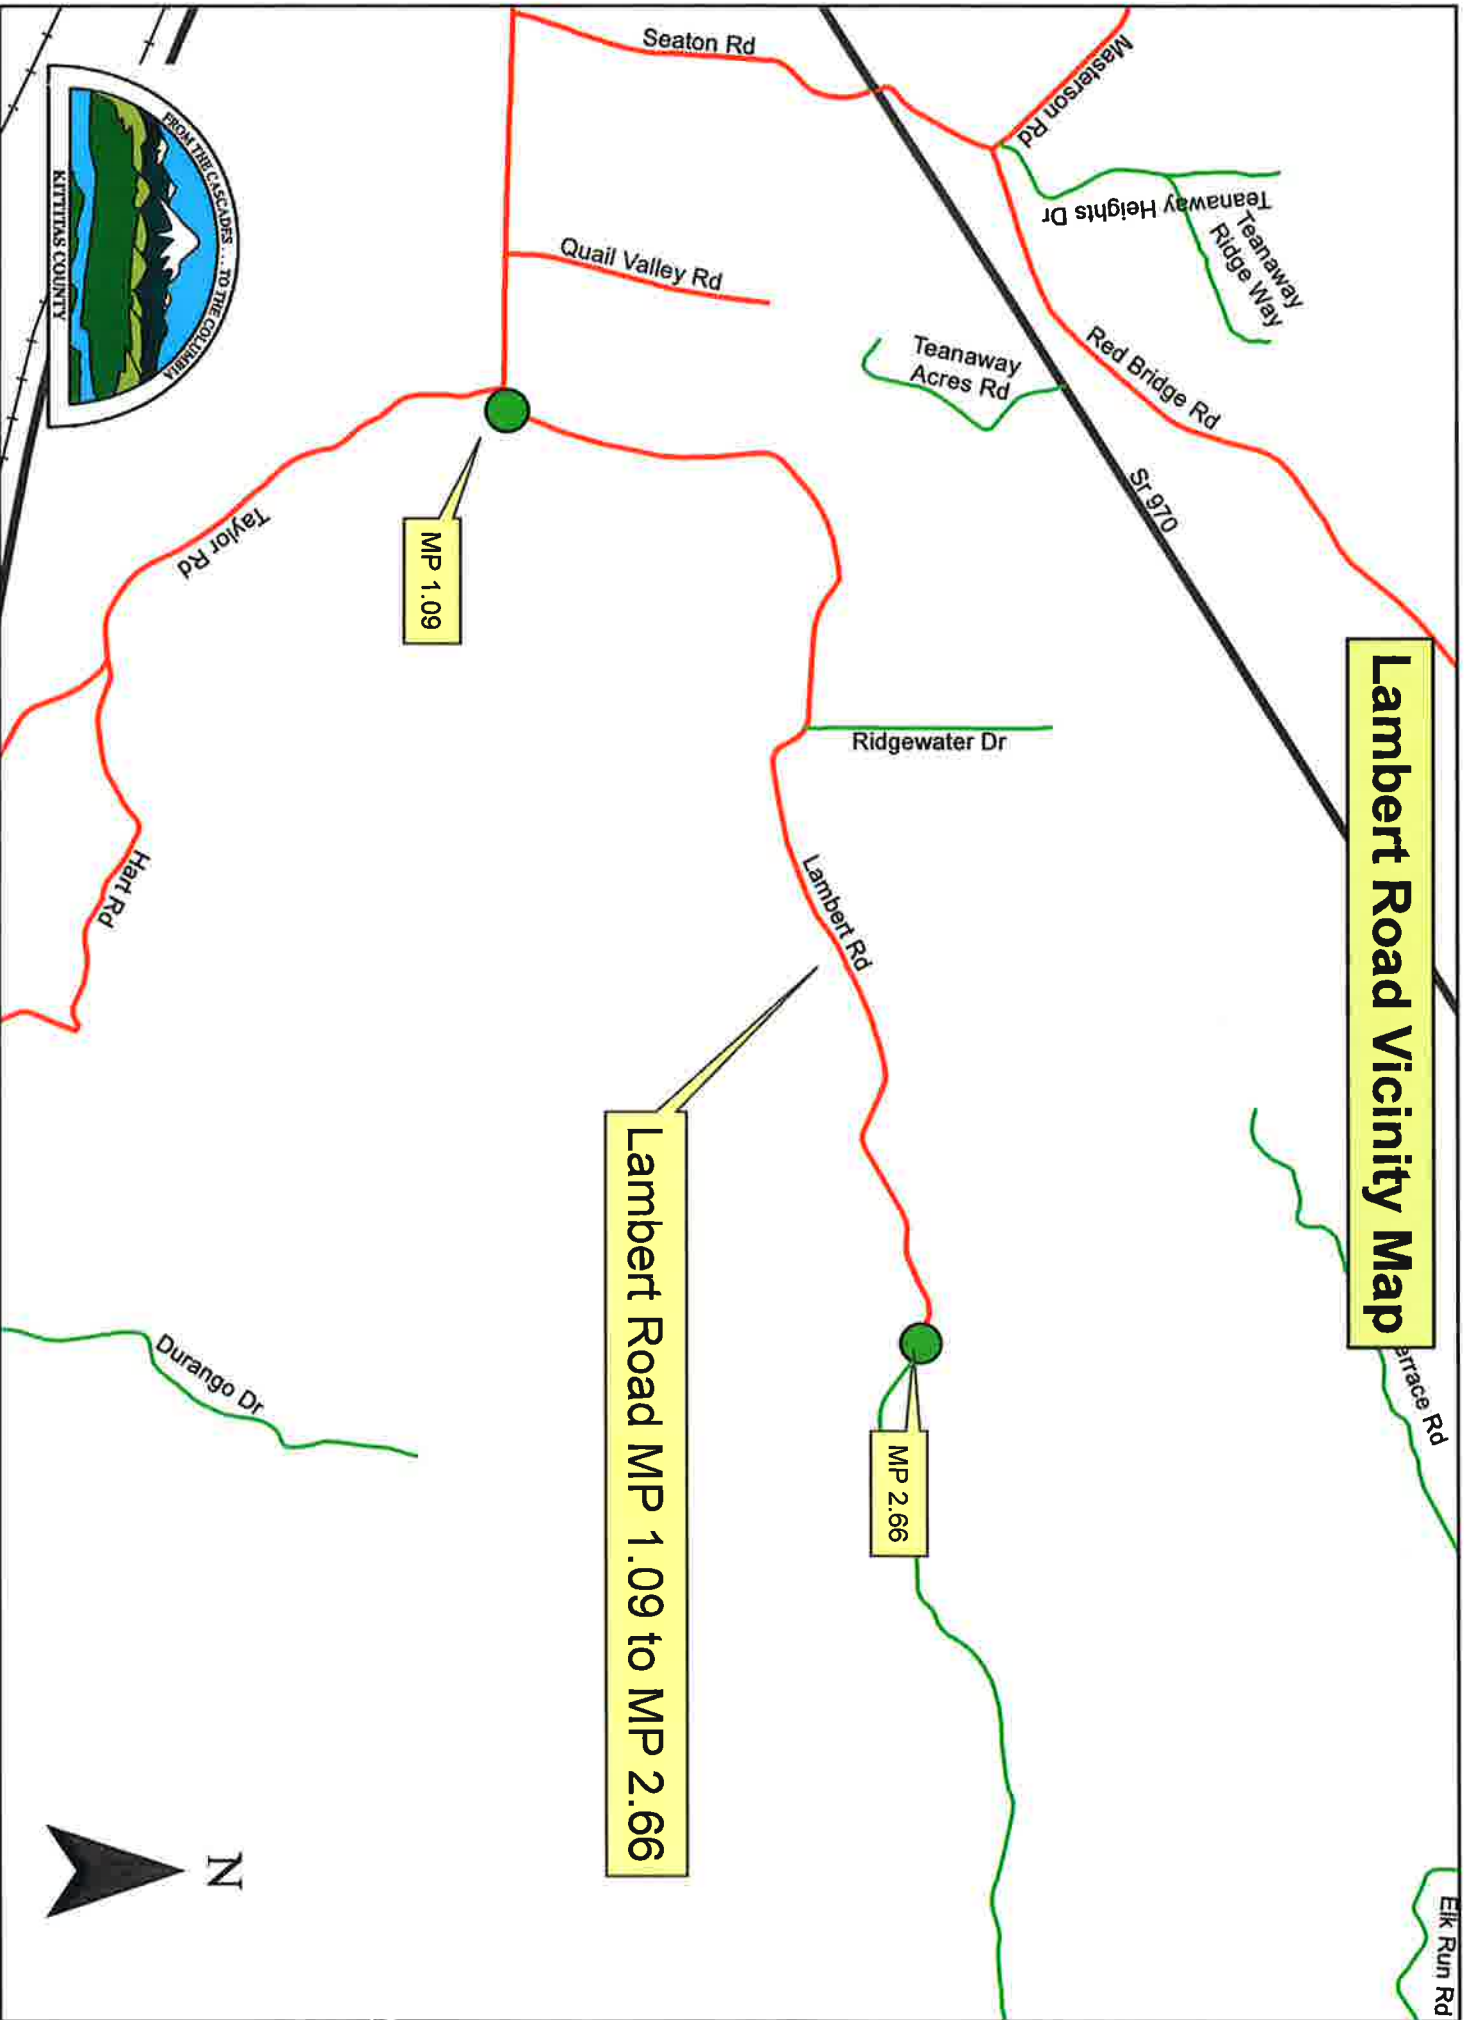 Lambert Road Vicinity Map
Elk Run Rd
errace Rd
Masterson Rd
Teanaway Heights Dr
Teanaway
Ridge Way
Red Bridge Rd
Sr 970
Seaton Rd
Teanaway
Acres Rd
Ridgewater Dr
Lambert Rd
MP 2.66
Quail Valley Rd
Lambert Road MP 1.09 to MP 2.66
MP 1.09
Taylor Rd
Hart Rd
Durango Dr
FROM THE CASCADES . . . TO THE COLUMBIA
KITTITAS COUNTY
N